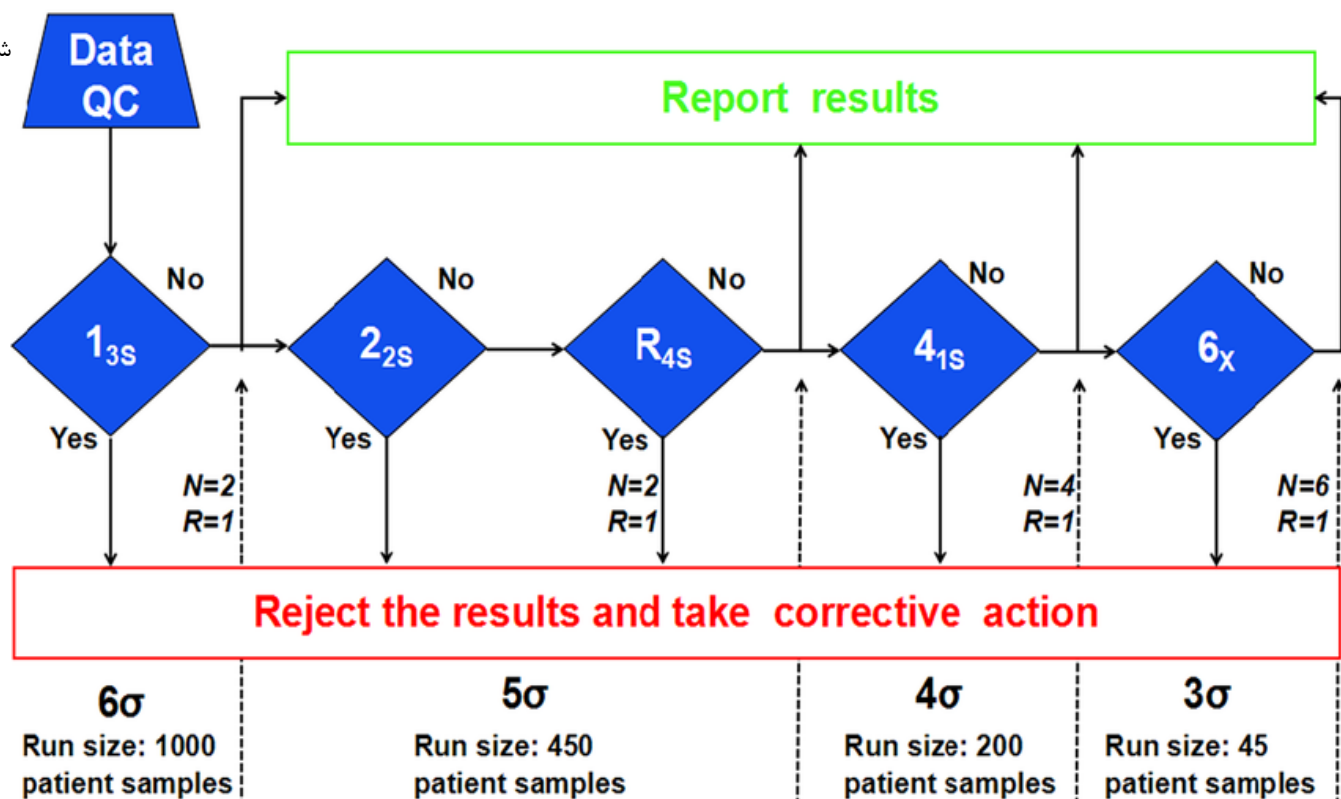 Data
QC
Report  results
No
No
No
No
No
1₃S
2₂S
R₄S
4₁S
6X
Yes
Yes
Yes
Yes
Yes
N=2
R=1
N=2
R=1
N=4
R=1
N=6
R=1
Reject the results and take  corrective  action
6σ
Run size: 1000
patient samples
5σ
Run size: 450
patient samples
4σ
Run size: 200
patient samples
3σ
Run size: 45
patient samples